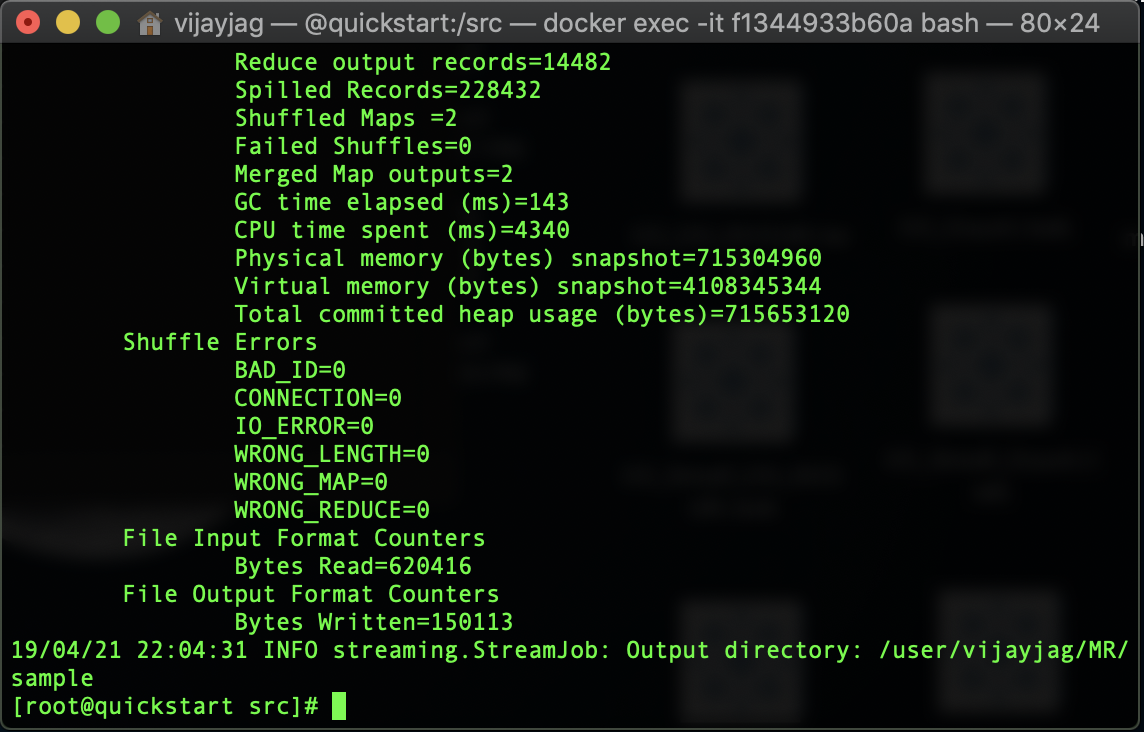 vijayjag — @quickstart:/src — docker exec -it f1344933b60a bash — 80×24
Reduce output records=14482
Spilled Records=228432
Shuffled Maps =2
Failed Shuffles=0
Merged Map outputs=2
GC time elapsed (ms)=143
CPU time spent (ms)=4340
Physical memory (bytes) snapshot=715304960
Virtual memory (bytes) snapshot=4108345344
Total committed heap usage (bytes)=715653120
Shuffle Errors
BAD_ID=0
CONNECTION=0
IO_ERROR=0
WRONG_LENGTH=0
WRONG_MAP=0
WRONG_REDUCE=0
File Input Format Counters
Bytes Read=620416
File Output Format Counters
Bytes Written=150113
19/04/21 22:04:31 INFO streaming.StreamJob: Output directory: /user/vijayjag/MR/
sample
[root@quickstart src]#